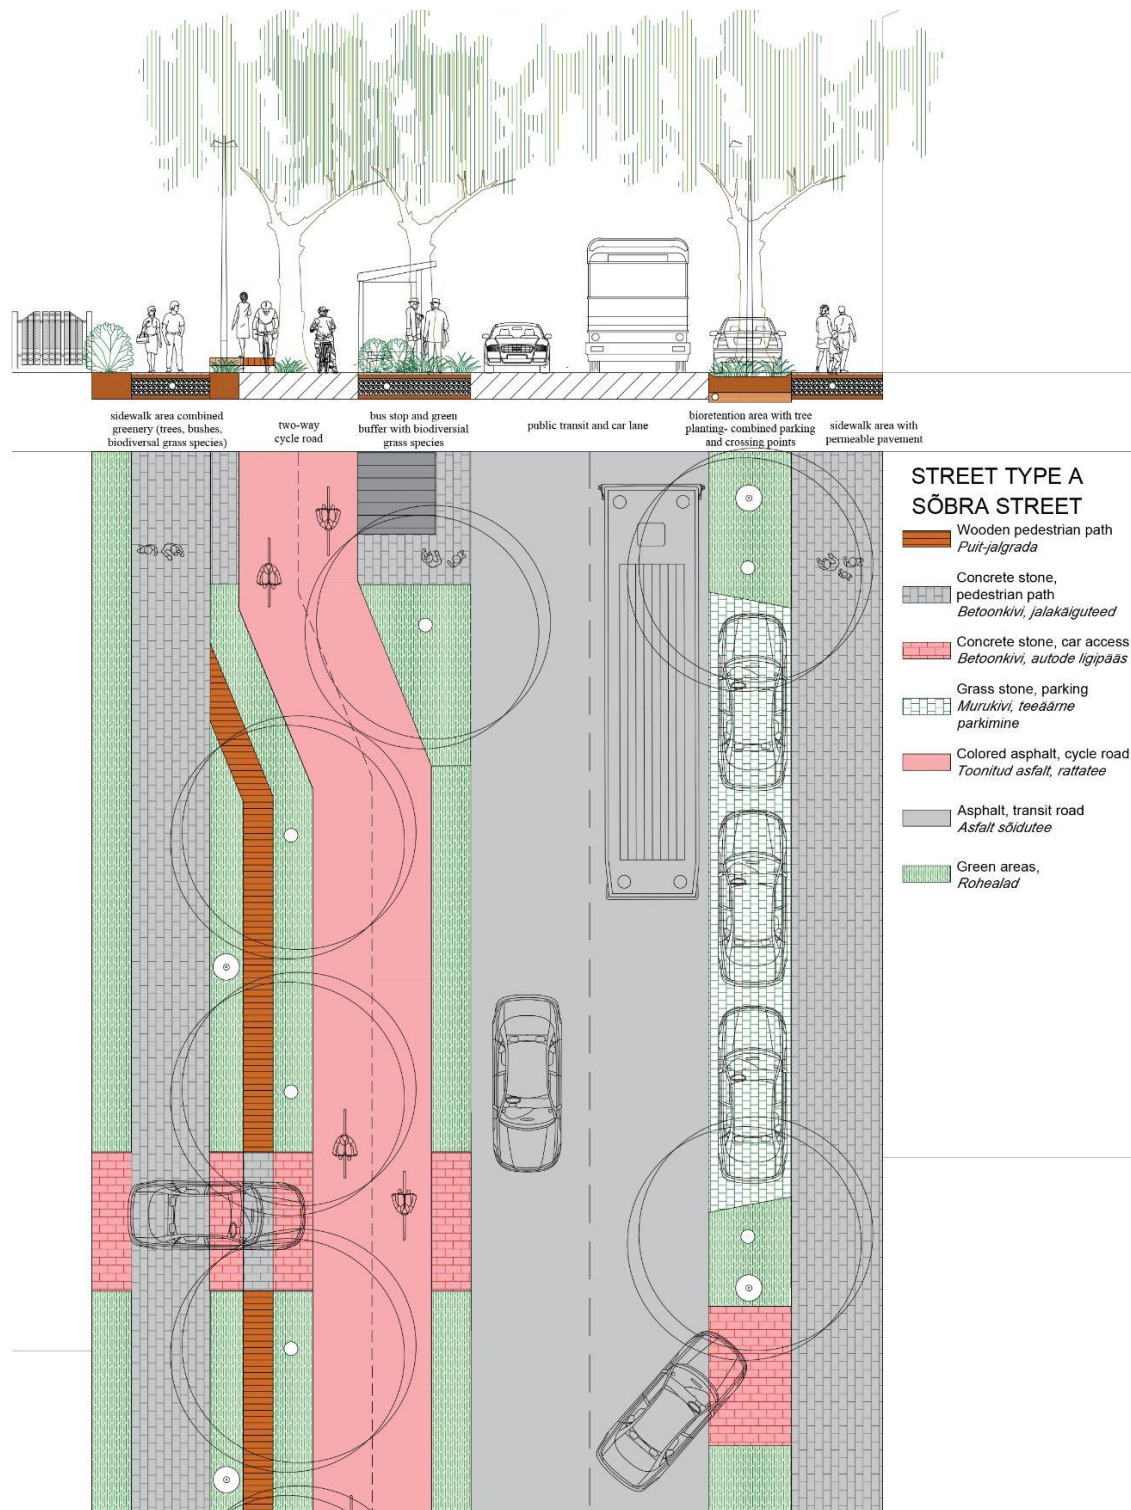 sidewalk area combined
greenery (trees, bushes,
biodiversal grass species)
two-way
cycle road
bus stop and green
buffer with biodiversial
grass species
public transit and car lane
bioretention area with tree
planting- combined parking
and crossing points
sidewalk area with
permeable pavement
STREET TYPE A
SÕBRA STREET
Wooden pedestrian path
Puit-jalgrada
Concrete stone,
pedestrian path
Betoonkivi, jalakäiguteed
Concrete stone, car access
Betoonkivi, autode ligipääs
Grass stone, parking
Murukivi, teeäärne
parkimine
Colored asphalt, cycle road
Toonitud asfalt, rattatee
Asphalt, transit road
Asfalt sõidutee
Green areas,
Rohealad